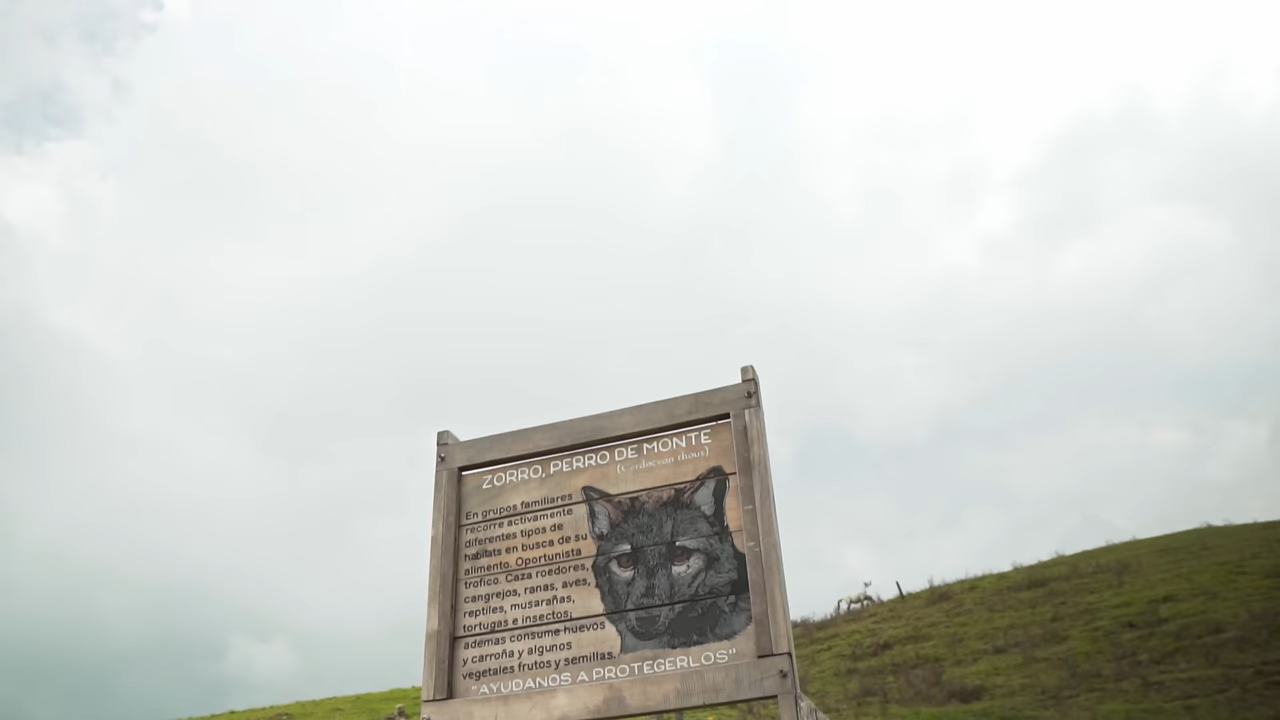 ZORRO, PERRO DE MONTE
(Cerdocyon thous)
En grupos familiares
recorre activamente
diferentes tipos de
habitats en busca de su
alimento. Oportunista
trofico. Caza roedores,
cangrejos, ranas, aves,
reptiles, musarañas,
tortugas e insectos;
ademas consume huevos
y carroña y algunos
vegetales frutos y semillas.
"AYUDANOS A PROTEGERLOS"